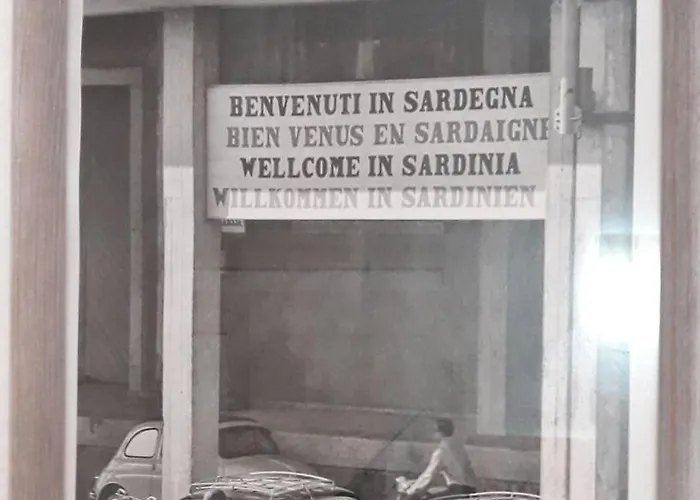 BENVENUTI IN SARDEGNA
BIEN VENUS EN SARDAIGNE
WELLCOME IN SARDINIA
WILLKOMMEN IN SARDINIEN